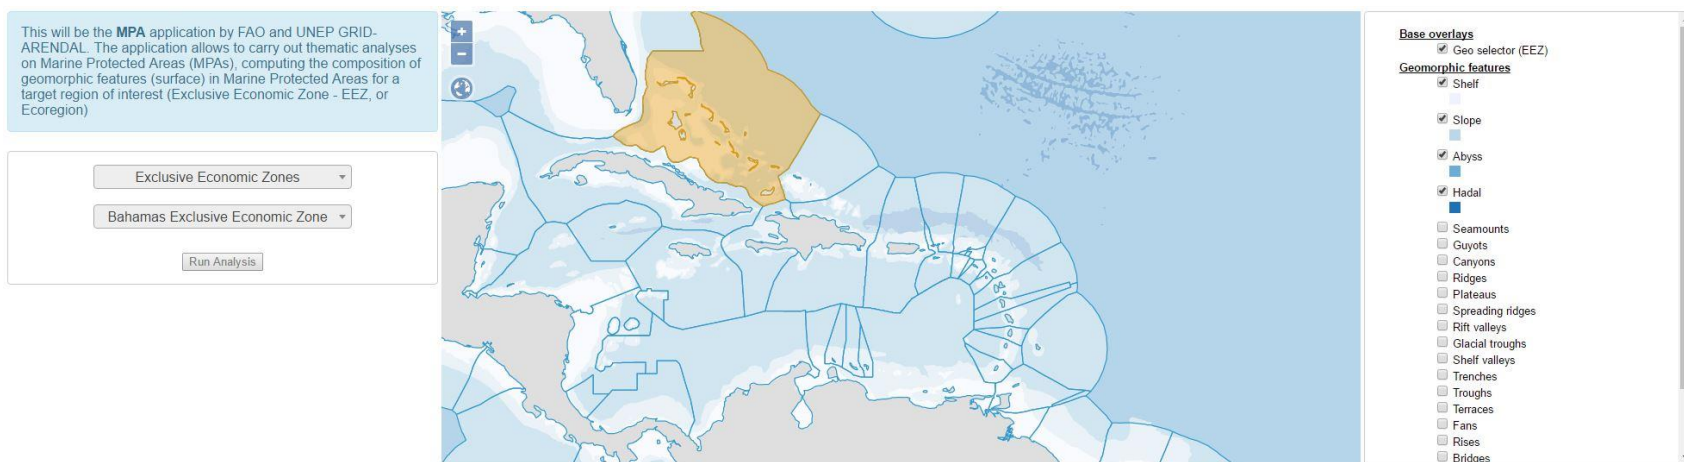 This will be the MPA application by FAO and UNEP GRID-
ARENDAL. The application allows to carry out thematic analyses
on Marine Protected Areas (MPAs), computing the composition of
geomorphic features (surface) in Marine Protected Areas for a
target region of interest (Exclusive Economic Zone - EEZ, or
Ecoregion)
Exclusive Economic Zones
Bahamas Exclusive Economic Zone
Run Analysis
+
−
Base overlays
Geo selector (EEZ)
Geomorphic features
Shelf
Slope
Abyss
Hadal
Seamounts
Guyots
Canyons
Ridges
Plateaus
Spreading ridges
Rift valleys
Glacial troughs
Shelf valleys
Trenches
Troughs
Terraces
Fans
Rises
Bridges